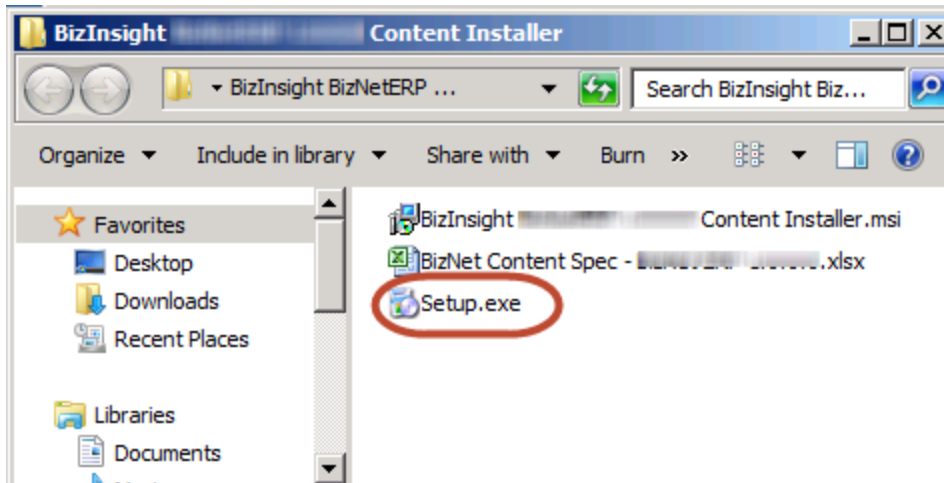 BizInsight Content Installer
BizInsight BizNetERP ...
Search BizInsight Biz...
Organize Include in library Share with Burn »
Favorites
Desktop
Downloads
Recent Places
Libraries
Documents
BizInsight Content Installer.msi
BizNet Content Spec - .xlsx
Setup.exe